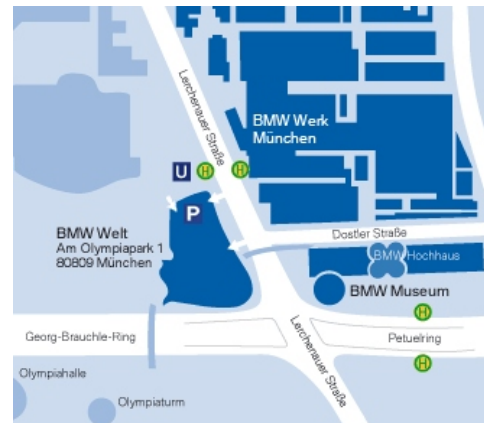 Lerchenauer Straße
BMW Werk
München
U
H
H
P
BMW Welt
Am Olympiapark 1
80809 München
Dostler Straße
BMW Hochhaus
BMW Museum
H
Georg-Brauchle-Ring
Lerchenauer Straße
Petuelring
H
Olympiahalle
Olympiaturm